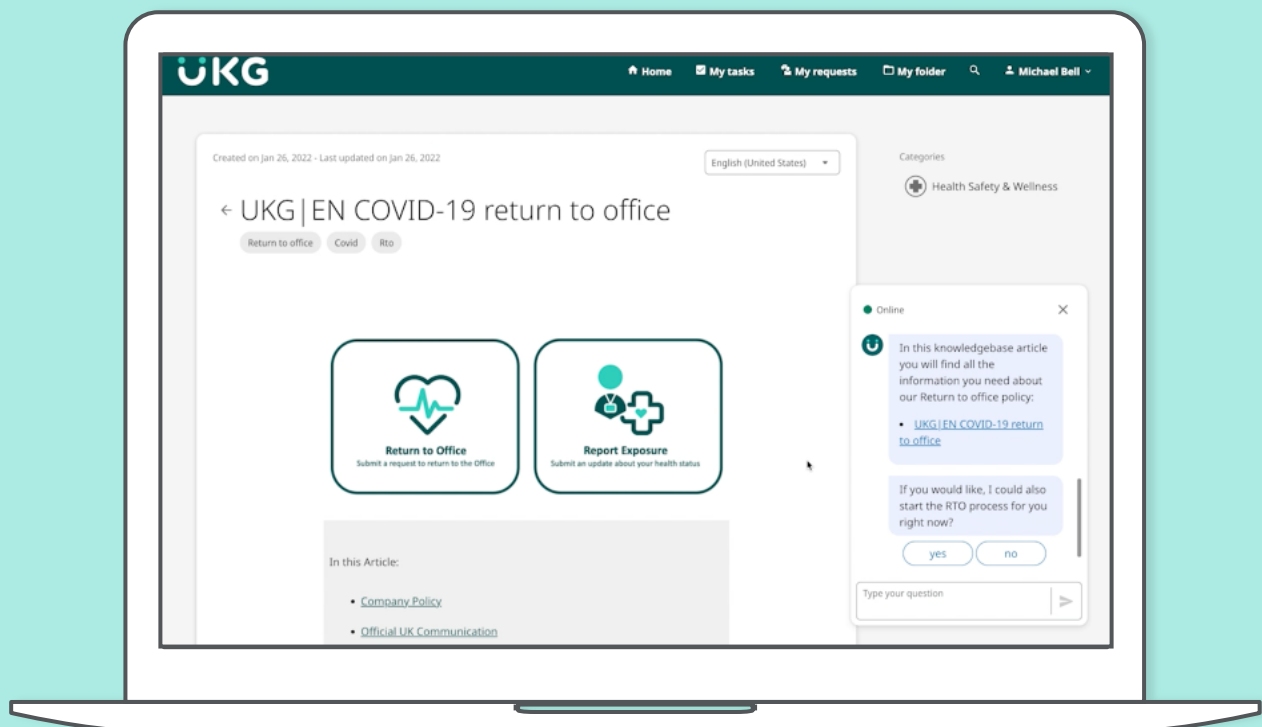 UKG
Home My tasks My requests My folder Michael Bell
Created on Jan 26, 2022 - Last updated on Jan 26, 2022
English (United States)
UKG|EN COVID-19 return to office
Return to office Covid Rto
Return to Office
Submit a request to return to the Office
Report Exposure
Submit an update about your health status
In this Article:
• Company Policy
• Official UK Communication
Categories
Health Safety & Wellness
Online
In this knowledgebase article
you will find all the
information you need about
our Return to office policy:
• UKG|EN COVID-19 return
to office
If you would like, I could also
start the RTO process for you
right now?
yes no
Type your question